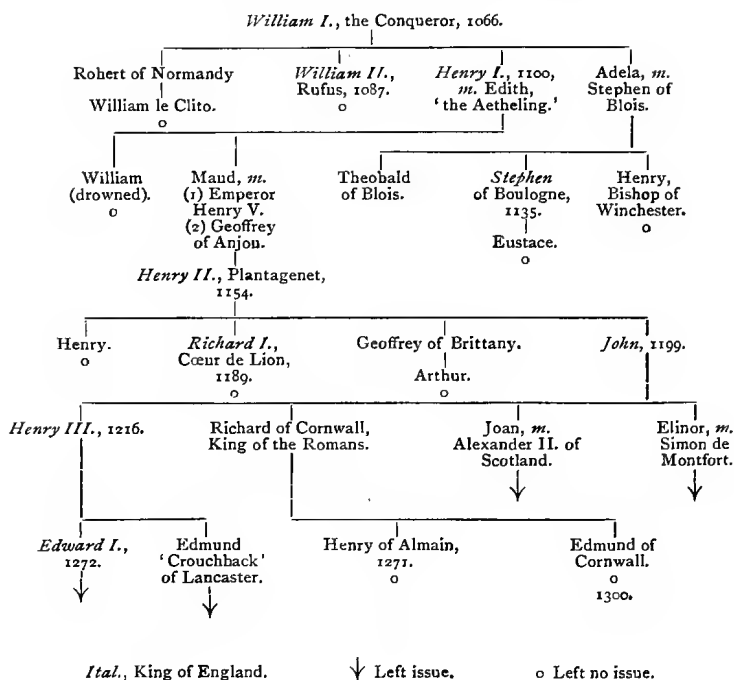 William I., the Conqueror, 1066.
Rohert of Normandy
William le Clito.
o
William II.,
Rufus, 1087.
o
Henry I., 1100,
m. Edith,
‘the Aetheling.’
Adela, m.
Stephen of
Blois.
William
(drowned).
o
Maud, m.
(1) Emperor
Henry V.
(2) Geoffrey
of Anjou.
Theobald
of Blois.
Stephen
of Boulogne,
1135.
Eustace.
o
Henry,
Bishop of
Winchester.
o
Henry II., Plantagenet,
1154.
Henry.
o
Richard I.,
Cœur de Lion,
1189.
o
Geoffrey of Brittany.
Arthur.
o
John, 1199.
Henry III., 1216.
Richard of Cornwall,
King of the Romans.
Joan, m.
Alexander II. of
Scotland.
Elinor, m.
Simon de
Montfort.
Edward I.,
1272.
Edmund
‘Crouchback’
of Lancaster.
Henry of Almain,
1271.
o
Edmund of
Cornwall.
o
1300.
Ital., King of England.
Left issue.
o Left no issue.